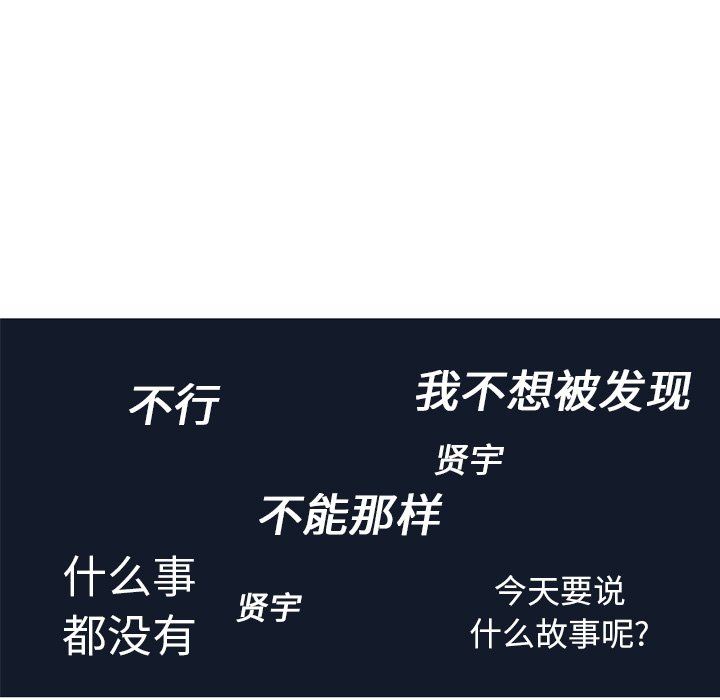 不行
我不想被发现
贤宇
不能那样
什么事
都没有
贤宇
今天要说
什么故事呢?